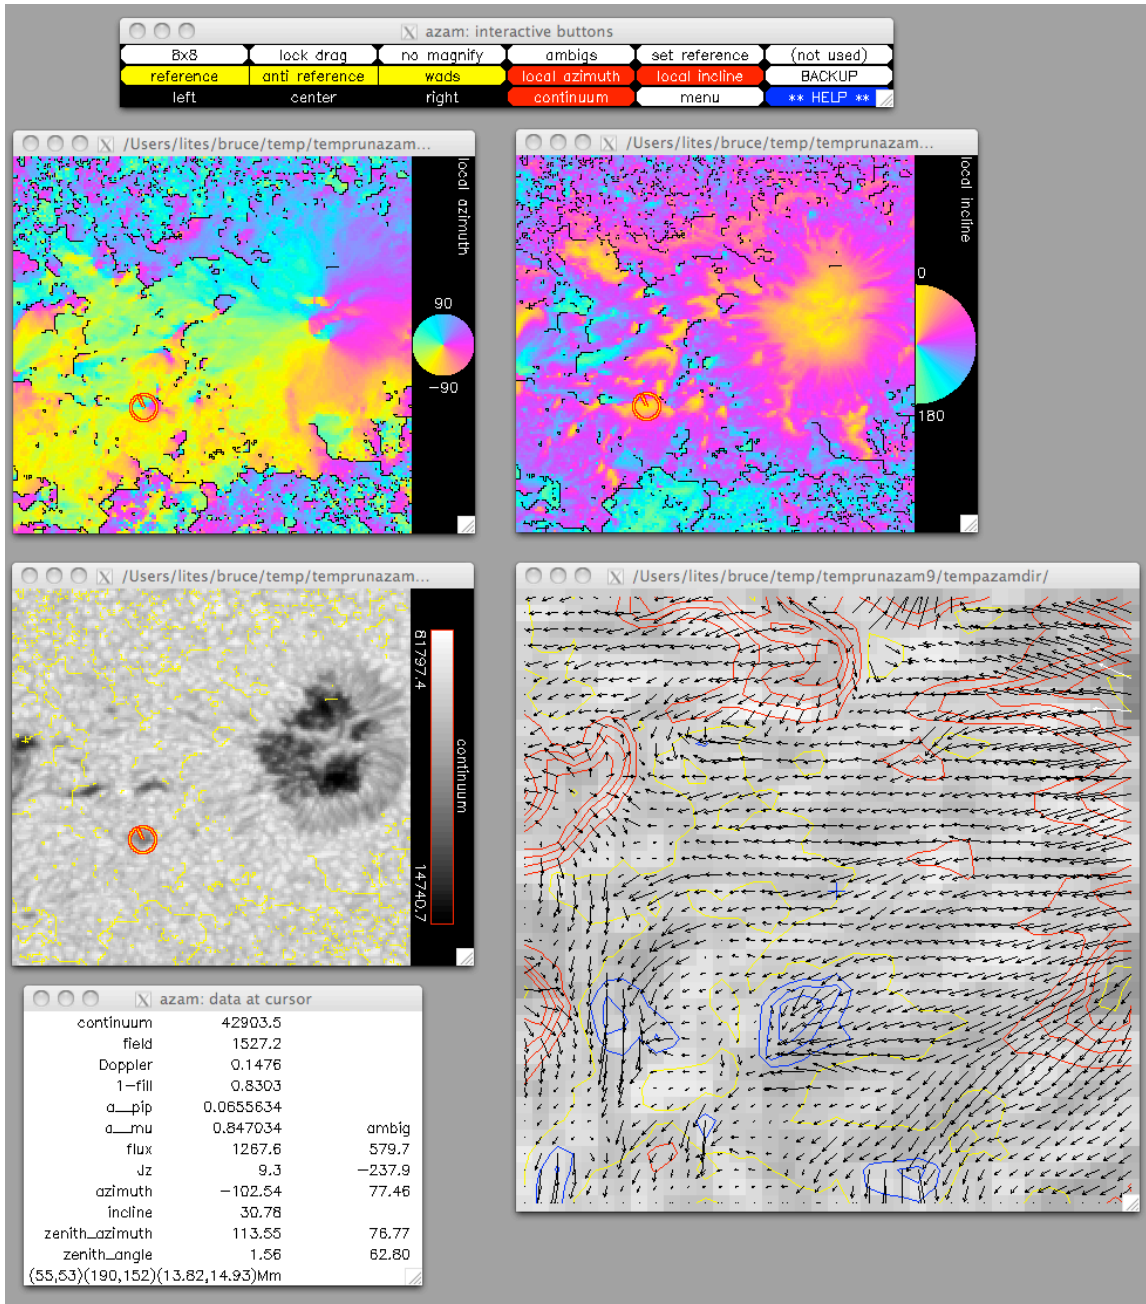 azam: interactive buttons
8x8 lock drag no magnify ambigs set reference (not used)
reference anti reference wads local azimuth local incline BACKUP
left center right continuum menu ** HELP **
/Users/lites/bruce/temp/temprunazam...
/Users/lites/bruce/temp/temprunazam...
local azimuth
90
-90
local incline
0
180
/Users/lites/bruce/temp/temprunazam...
81797.4
continuum
14740.7
/Users/lites/bruce/temp/temprunazam9/tempazamdir/
azam: data at cursor
continuum 42903.5
field 1527.2
Doppler 0.1476
1-fill 0.8303
a__pip 0.0655634
a__mu 0.847034 ambig
flux 1267.6 579.7
Jz 9.3 -237.9
azimuth -102.54 77.46
incline 30.78
zenith_azimuth 113.55 76.77
zenith_angle 1.56 62.80
(55,53)(190,152)(13.82,14.93)Mm